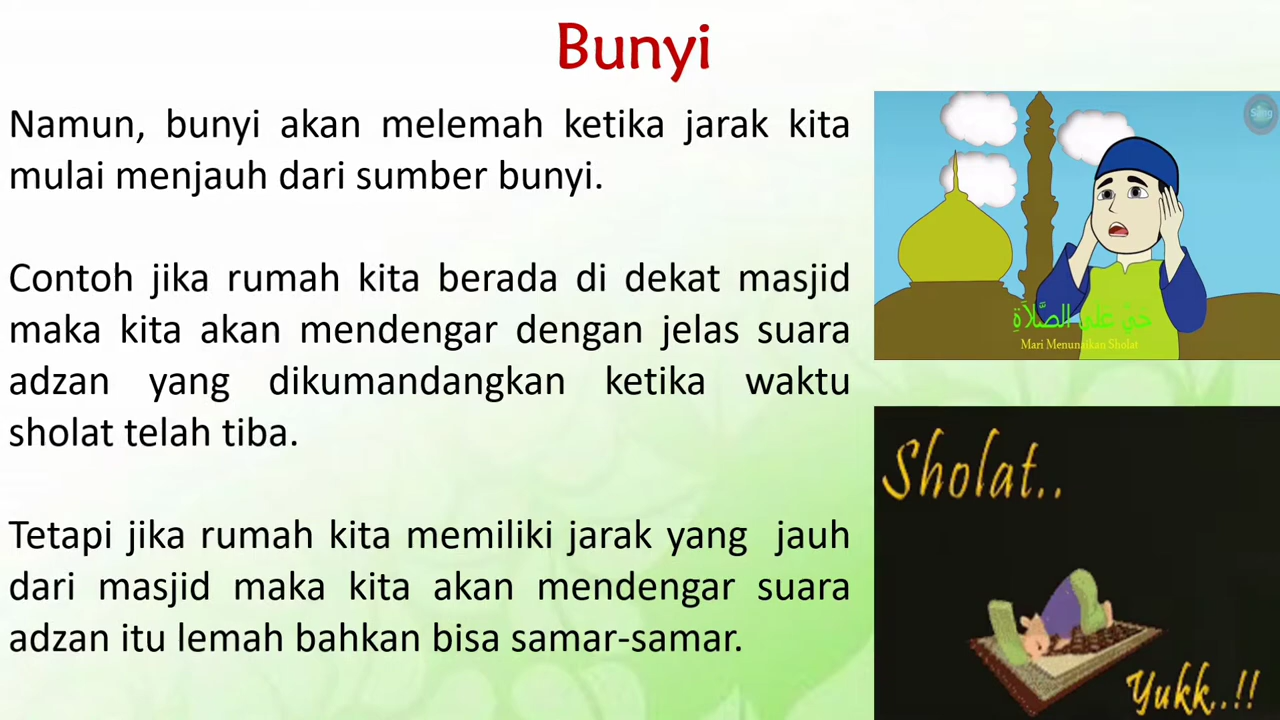 Bunyi
Namun, bunyi akan melemah ketika jarak kita
mulai menjauh dari sumber bunyi.
Contoh jika rumah kita berada di dekat masjid
maka kita akan mendengar dengan jelas suara
adzan yang dikumandangkan ketika waktu
sholat telah tiba.
Tetapi jika rumah kita memiliki jarak yang jauh
dari masjid maka kita akan mendengar suara
adzan itu lemah bahkan bisa samar-samar.
حَيَّ عَلَى الصَّلَاةِ
Mari Menunaikan Sholat
Sholat..
Yukk..!!